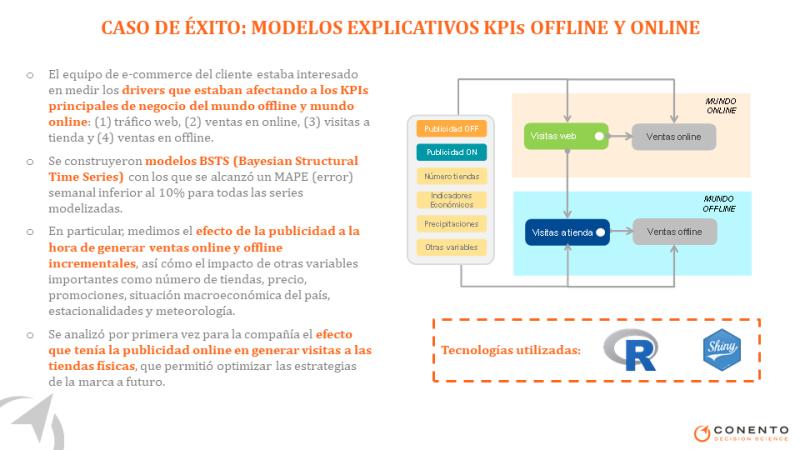 CASO DE ÉXITO: MODELOS EXPLICATIVOS KPIs OFFLINE Y ONLINE
o El equipo de e-commerce del cliente estaba interesado
en medir los drivers que estaban afectando a los KPIs
principales de negocio del mundo offline y mundo
online: (1) tráfico web, (2) ventas en online, (3) visitas a
tienda y (4) ventas en offline.
o Se construyeron modelos BSTS (Bayesian Structural
Time Series) con los que se alcanzó un MAPE (error)
semanal inferior al 10% para todas las series
modelizadas.
o En particular, medimos el efecto de la publicidad a la
hora de generar ventas online y offline
incrementales, así cómo el impacto de otras variables
importantes como número de tiendas, precio,
promociones, situación macroeconómica del país,
estacionalidades y meteorología.
o Se analizó por primera vez para la compañía el efecto
que tenía la publicidad online en generar visitas a las
tiendas físicas, que permitió optimizar las estrategias
de la marca a futuro.
Publicidad OFF
Publicidad ON
Número tiendas
Indicadores
Económicos
Precipitaciones
Otras variables
MUNDO
ONLINE
Visitas web
Ventas online
MUNDO
OFFLINE
Visitas a tienda
Ventas offline
Tecnologías utilizadas:
R
Shiny
CONENTO
DECISION SCIENCE